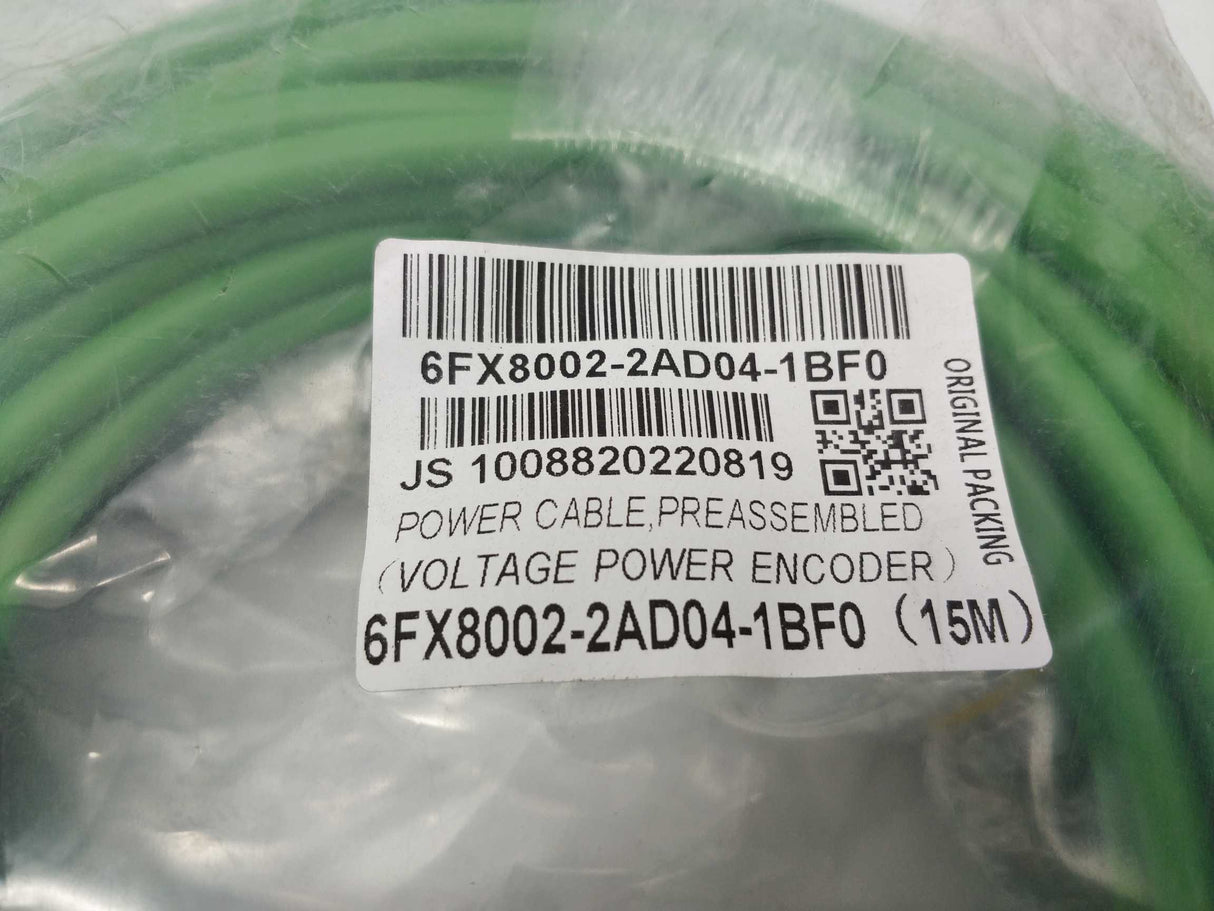 6FX8002-2AD04-1BF0
JS 1008820220819
POWER CABLE,PREASSEMBLED
(VOLTAGE POWER ENCODER)
6FX8002-2AD04-1BF0 (15M)
ORIGINAL PACKING